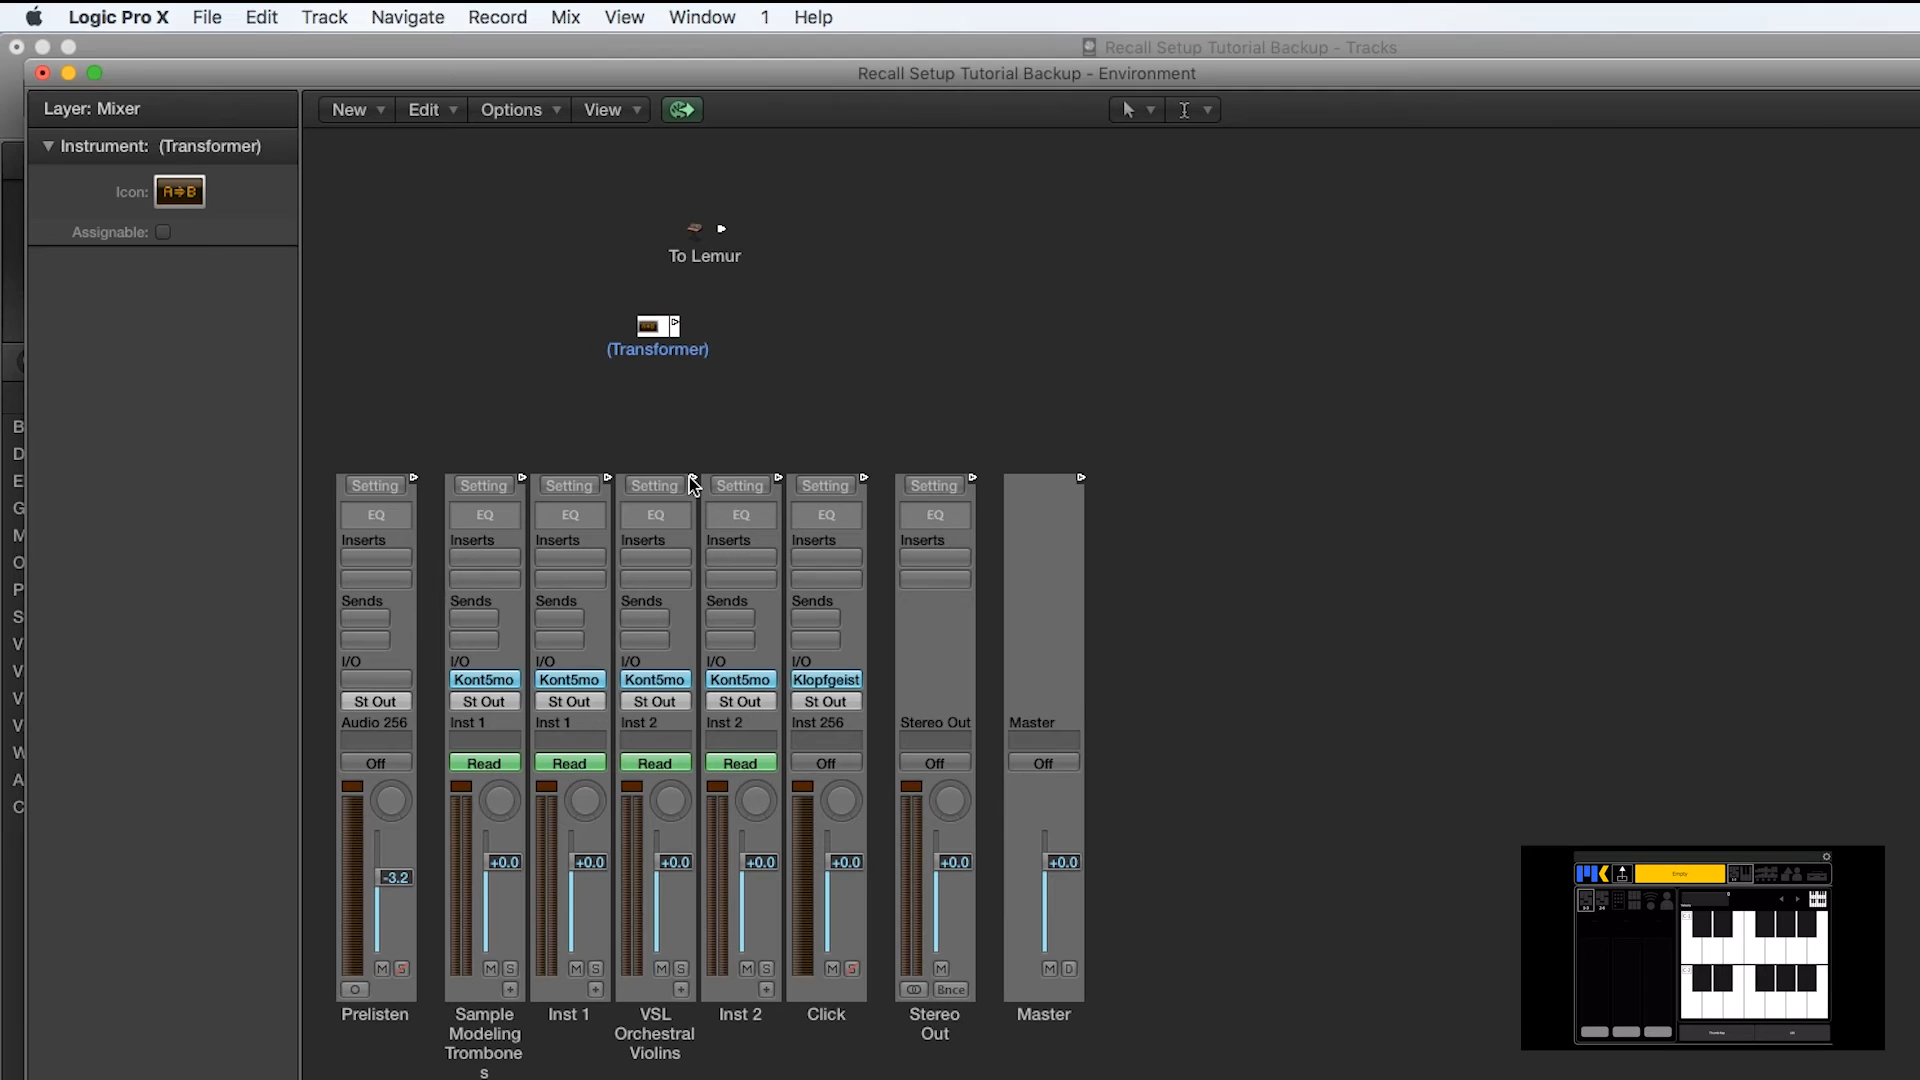 Logic Pro X File Edit Track Navigate Record Mix View Window 1 Help
Recall Setup Tutorial Backup - Tracks
Recall Setup Tutorial Backup - Environment
Layer: Mixer
New Edit Options View
Instrument: (Transformer)
Icon: A⇒B
Assignable:
To Lemur
(Transformer)
B
D
E
G
M
O
P
S
V
V
V
V
W
A
C
Setting Setting Setting Setting Setting Setting Setting
EQ EQ EQ EQ EQ EQ EQ
Inserts Inserts Inserts Inserts Inserts Inserts Inserts
Sends Sends Sends Sends Sends Sends
I/O I/O I/O I/O I/O I/O
Kont5mo Kont5mo Kont5mo Kont5mo Klopfgeist
St Out St Out St Out St Out St Out St Out
Audio 256 Inst 1 Inst 1 Inst 2 Inst 2 Inst 256 Stereo Out Master
Off Read Read Read Read Off Off Off
-3.2 +0.0 +0.0 +0.0 +0.0 +0.0 +0.0 +0.0
M S M S M S M S M S M S M M D
Bnce
Prelisten
Sample
Modeling
Trombone
s
Inst 1
VSL
Orchestral
Violins
Inst 2
Click
Stereo
Out
Master
MK
Empty